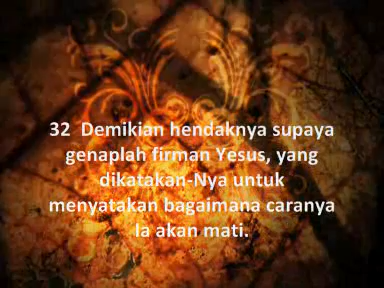 32  Demikian hendaknya supaya
genaplah firman Yesus, yang
dikatakan-Nya untuk
menyatakan bagaimana caranya
Ia akan mati.